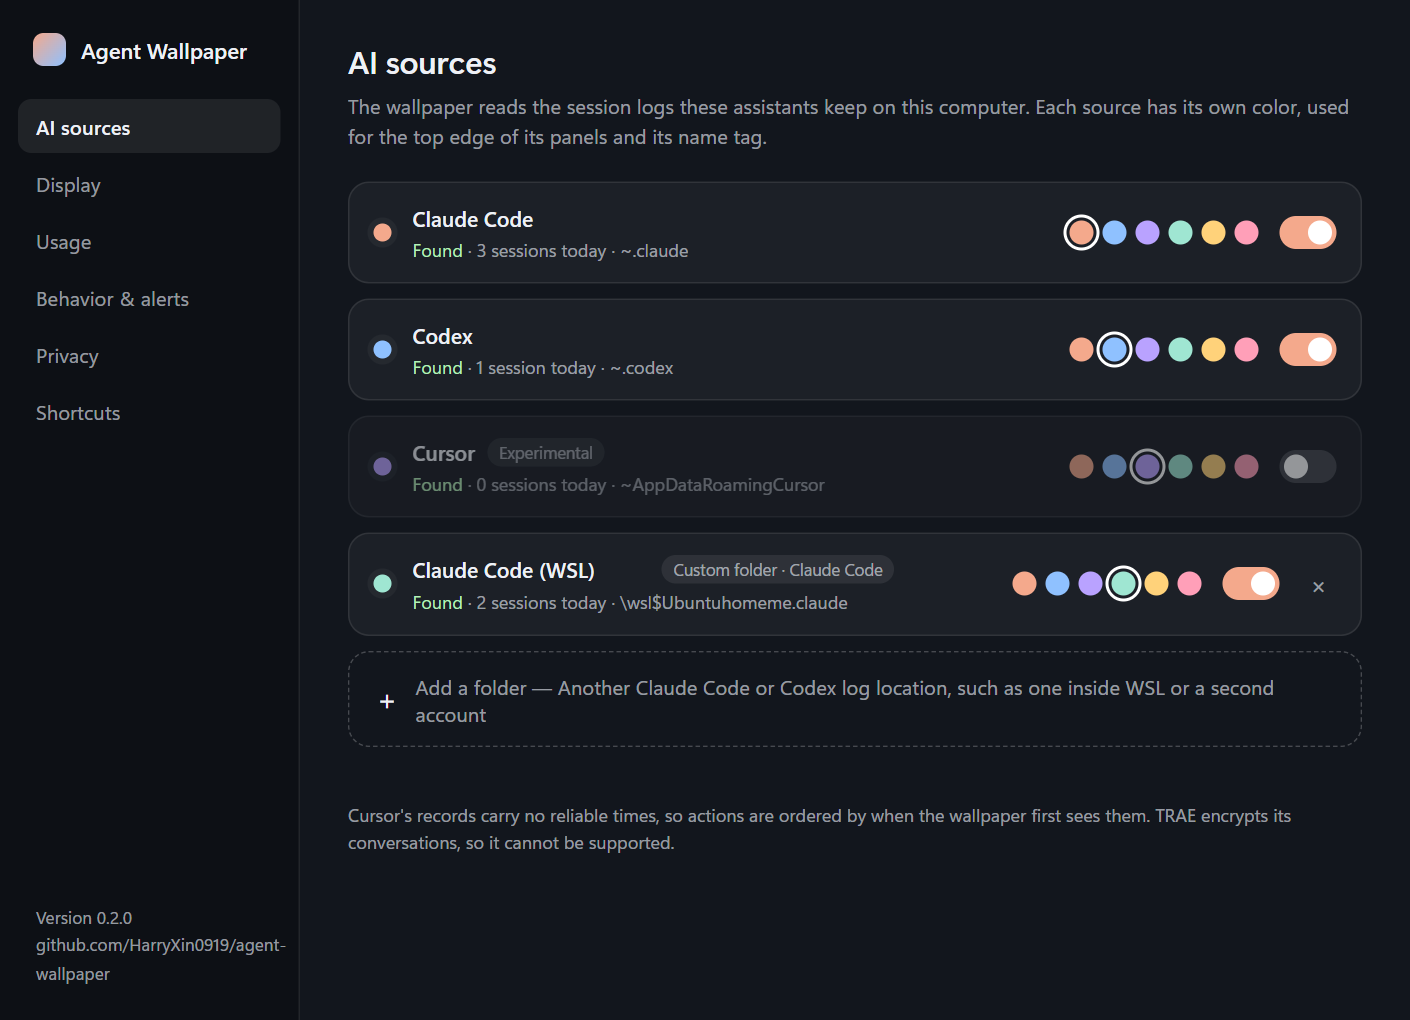 Agent Wallpaper
AI sources
Display
Usage
Behavior & alerts
Privacy
Shortcuts
Version 0.2.0
github.com/HarryXin0919/agent-
wallpaper
AI sources
The wallpaper reads the session logs these assistants keep on this computer. Each source has its own color, used
for the top edge of its panels and its name tag.
Claude Code
Found · 3 sessions today · ~.claude
Codex
Found · 1 session today · ~.codex
Cursor Experimental
Found · 0 sessions today · ~AppDataRoamingCursor
Claude Code (WSL) Custom folder · Claude Code
Found · 2 sessions today · \wsl$Ubuntuhomeme.claude
Add a folder — Another Claude Code or Codex log location, such as one inside WSL or a second
account
Cursor's records carry no reliable times, so actions are ordered by when the wallpaper first sees them. TRAE encrypts its
conversations, so it cannot be supported.